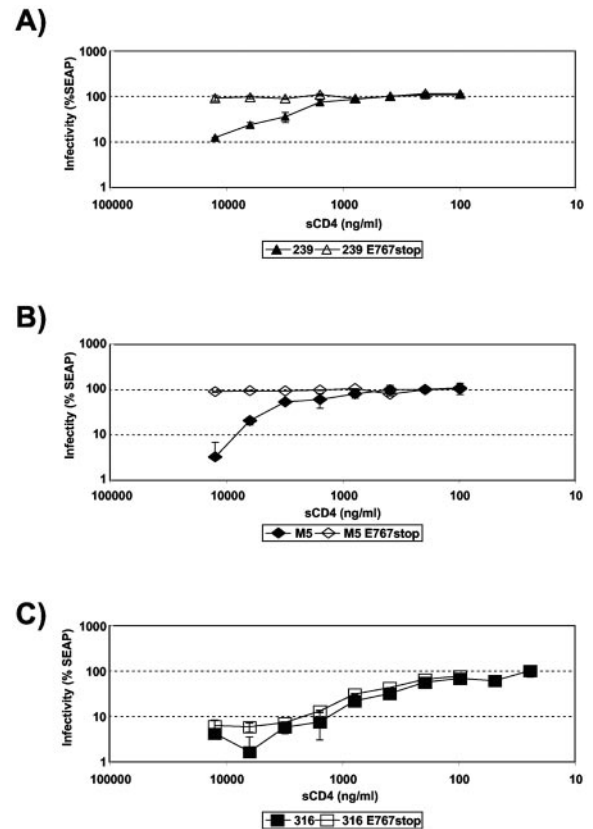 A)
1000
100
10
1
Infectivity (%SEAP)
100000 10000 1000 100 10
sCD4 (ng/ml)
239 239 E767stop
B)
1000
100
10
1
Infectity (% SEAP)
100000 10000 1000 100 10
sCD4 (ng/ml)
M5 M5 E767stop
C)
1000
100
10
1
Infectivity (% SEAP)
100000 10000 1000 100 10
sCD4 (ng/ml)
316 316 E767stop